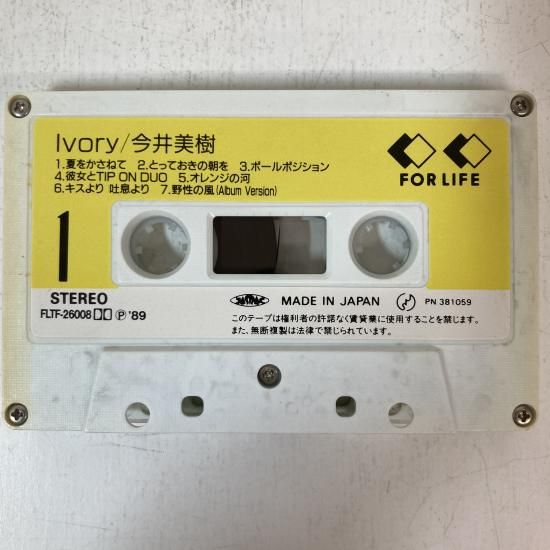 Ivory/今井美樹
1.夏をかさねて 2.とっておきの朝を 3.ポールポジション
4.彼女とTIP ON DUO 5.オレンジの河
6.キスより 吐息より 7.野性の風(Album Version)
FOR LIFE
1
STEREO
FLTF-26008 Ⓟ'89
MADE IN JAPAN
PN 381059
このテープは権利者の許諾なく賃貸業に使用することを禁じます。
また、無断複製は法律で禁じられています。